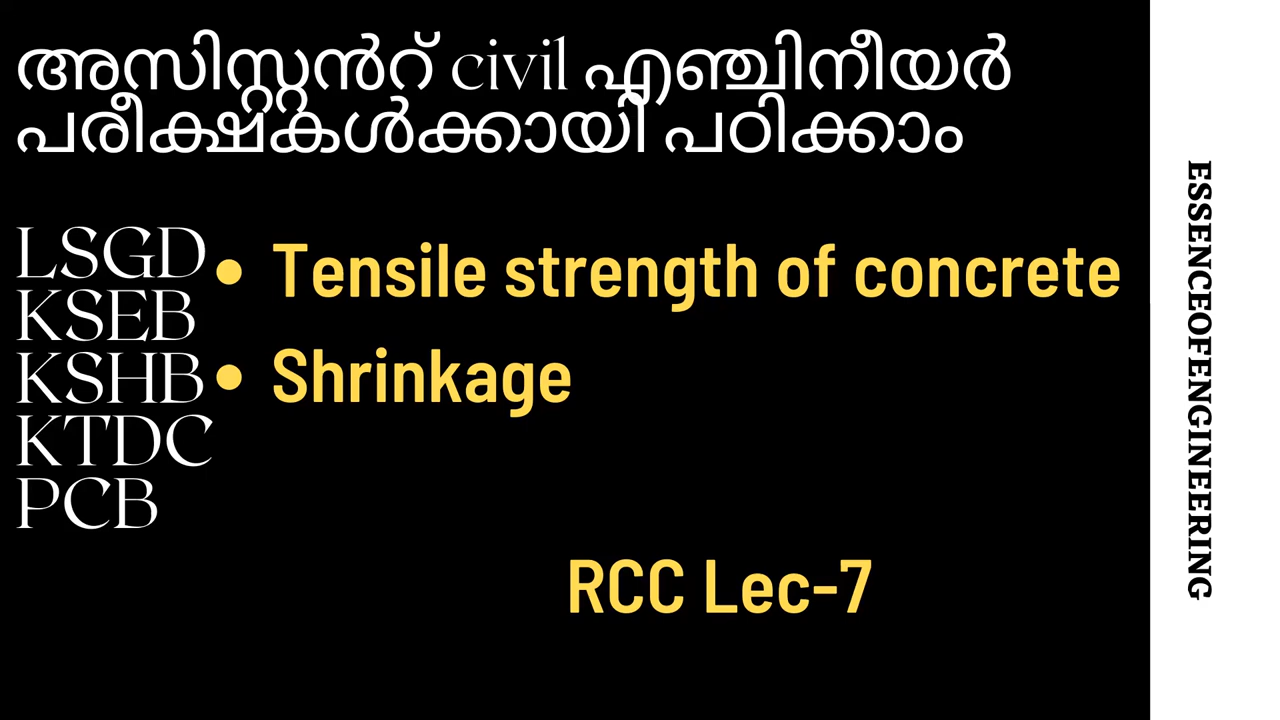 അസിസ്റ്റൻറ് civil എഞ്ചിനീയർ
പരീക്ഷകൾക്കായി പഠിക്കാം
LSGD
KSEB
KSHB
KTDC
PCB
• Tensile strength of concrete
• Shrinkage
RCC Lec-7
ESSENCEOFENGINEERING